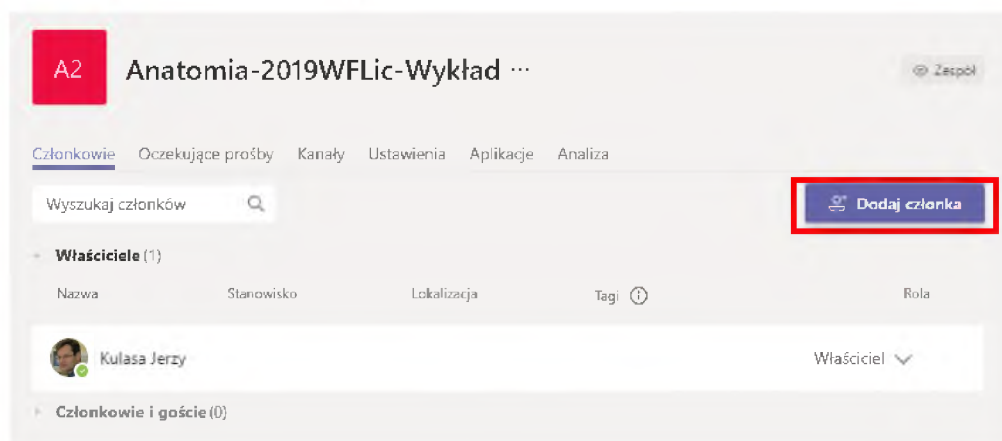 A2 Anatomia-2019WFLic-Wykład ...
Zespół
Członkowie Oczekujące prośby Kanały Ustawienia Aplikacje Analiza
Wyszukaj członków
Dodaj członka
Właściciele (1)
Nazwa Stanowisko Lokalizacja Tagi Rola
Kulasa Jerzy Właściciel
Członkowie i goście (0)